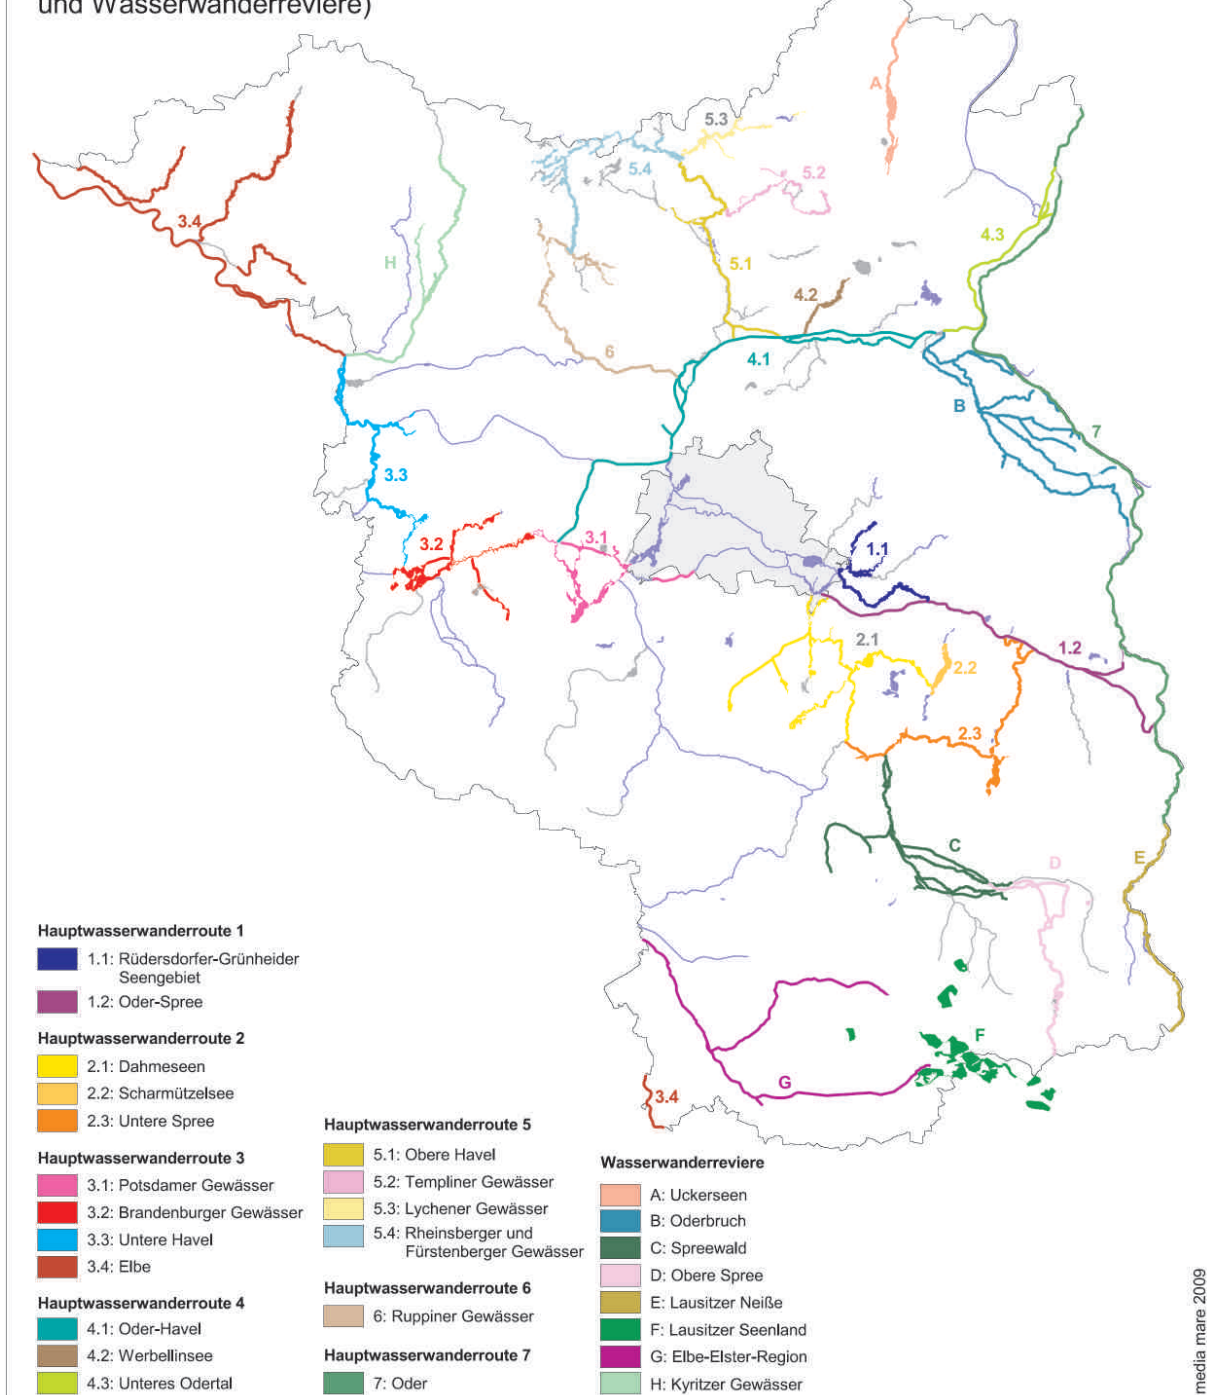 und Wasserwanderreviere)
A
5.3
5.4
5.2
3.4
4.3
H
5.1
4.2
6
4.1
B
7
3.3
3.2
3.1
1.1
2.1
2.2
1.2
2.3
C
D
E
F
G
3.4
Hauptwasserwanderroute 1
1.1: Rüdersdorfer-Grünheider
Seengebiet
1.2: Oder-Spree
Hauptwasserwanderroute 2
2.1: Dahmeseen
2.2: Scharmützelsee
2.3: Untere Spree
Hauptwasserwanderroute 3
3.1: Potsdamer Gewässer
3.2: Brandenburger Gewässer
3.3: Untere Havel
3.4: Elbe
Hauptwasserwanderroute 4
4.1: Oder-Havel
4.2: Werbellinsee
4.3: Unteres Odertal
Hauptwasserwanderroute 5
5.1: Obere Havel
5.2: Templiner Gewässer
5.3: Lychener Gewässer
5.4: Rheinsberger und
Fürstenberger Gewässer
Hauptwasserwanderroute 6
6: Ruppiner Gewässer
Hauptwasserwanderroute 7
7: Oder
Wasserwanderreviere
A: Uckerseen
B: Oderbruch
C: Spreewald
D: Obere Spree
E: Lausitzer Neiße
F: Lausitzer Seenland
G: Elbe-Elster-Region
H: Kyritzer Gewässer
media mare 2009